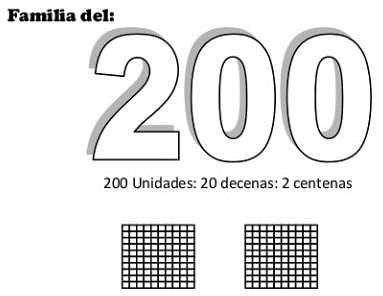 Familia del:
200
200 Unidades: 20 decenas: 2 centenas